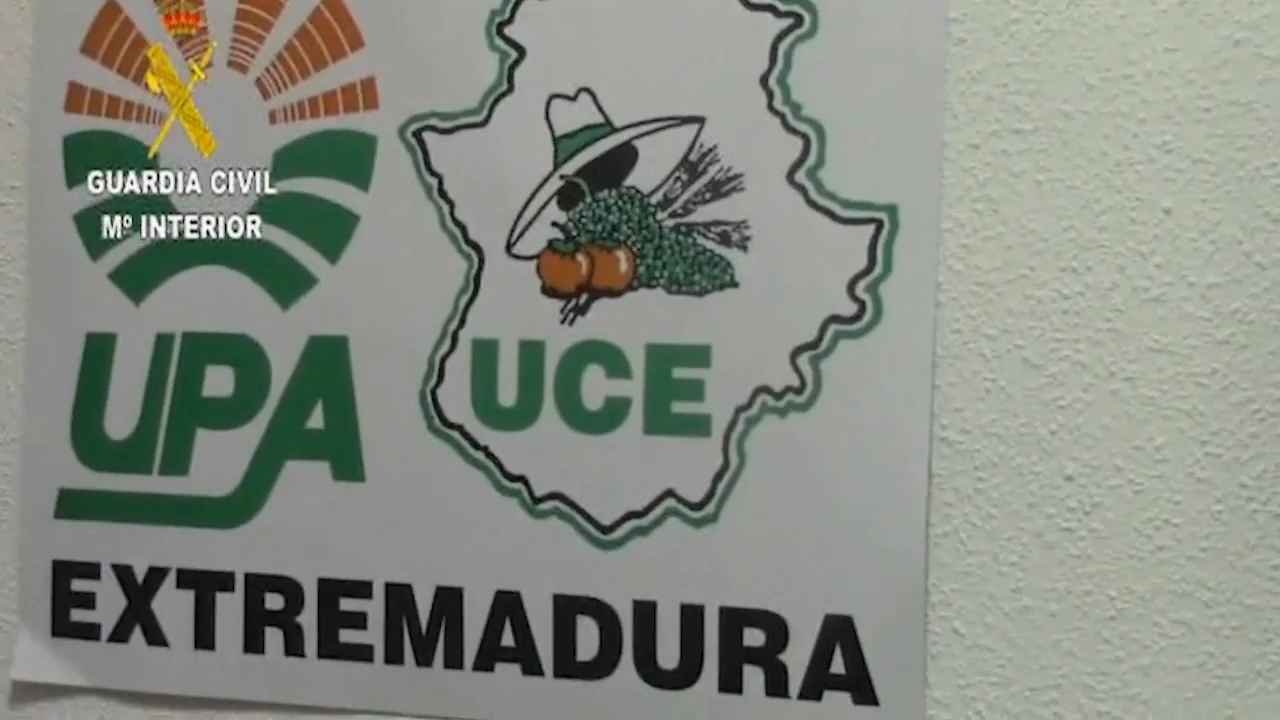 GUARDIA CIVIL
Mº INTERIOR
UPA
UCE
EXTREMADURA